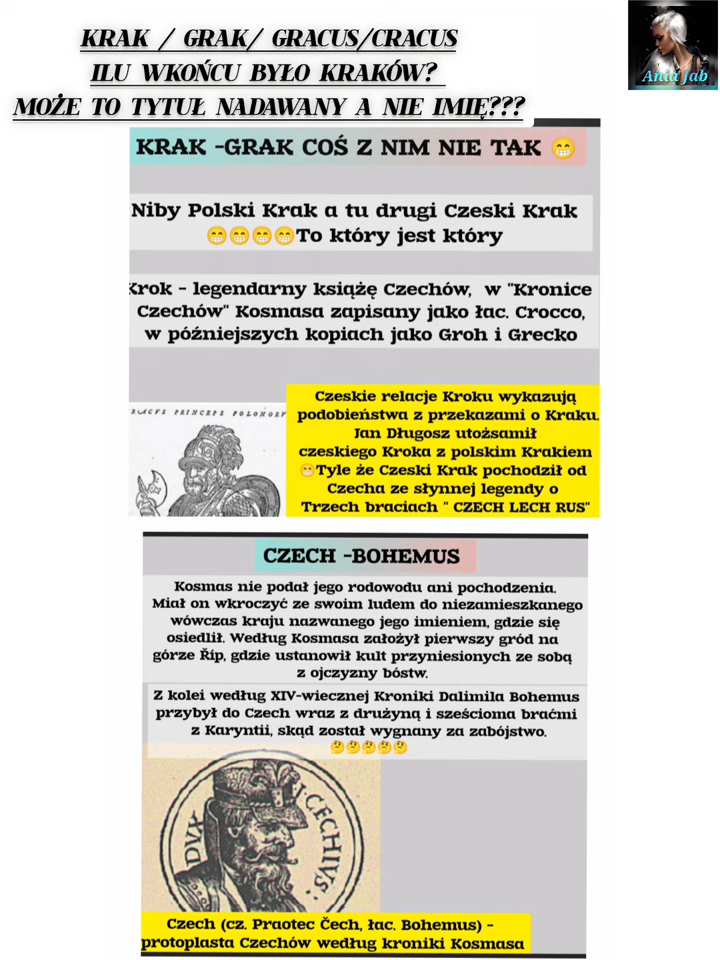 KRAK / GRAK/ GRACUS/CRACUS
ILU WKOŃCU BYŁO KRAKÓW?
MOŻE TO TYTUŁ NADAWANY A NIE IMIĘ???
Ania Jab
KRAK -GRAK COŚ Z NIM NIE TAK 😁
Niby Polski Krak a tu drugi Czeski Krak
😁😁😁😁To który jest który
Krok - legendarny książę Czechów, w "Kronice
Czechów" Kosmasa zapisany jako łac. Crocco,
w późniejszych kopiach jako Groh i Grecko
Czeskie relacje Kroku wykazują
podobieństwa z przekazami o Kraku.
Jan Długosz utożsamił
czeskiego Kroka z polskim Krakiem
😁Tyle że Czeski Krak pochodził od
Czecha ze słynnej legendy o
Trzech braciach " CZECH LECH RUS"
RACVS PRINCEPS POLONOR
CZECH -BOHEMUS
Kosmas nie podał jego rodowodu ani pochodzenia.
Miał on wkroczyć ze swoim ludem do niezamieszkanego
wówczas kraju nazwanego jego imieniem, gdzie się
osiedlił. Według Kosmasa założył pierwszy gród na
górze Říp, gdzie ustanowił kult przyniesionych ze sobą
z ojczyzny bóstw.
Z kolei według XIV-wiecznej Kroniki Dalimila Bohemus
przybył do Czech wraz z drużyną i sześcioma braćmi
z Karyntii, skąd został wygnany za zabójstwo.
🤔🤔🤔🤔🤔
DVX I·CECHIVS:
Czech (cz. Praotec Čech, łac. Bohemus) -
protoplasta Czechów według kroniki Kosmasa